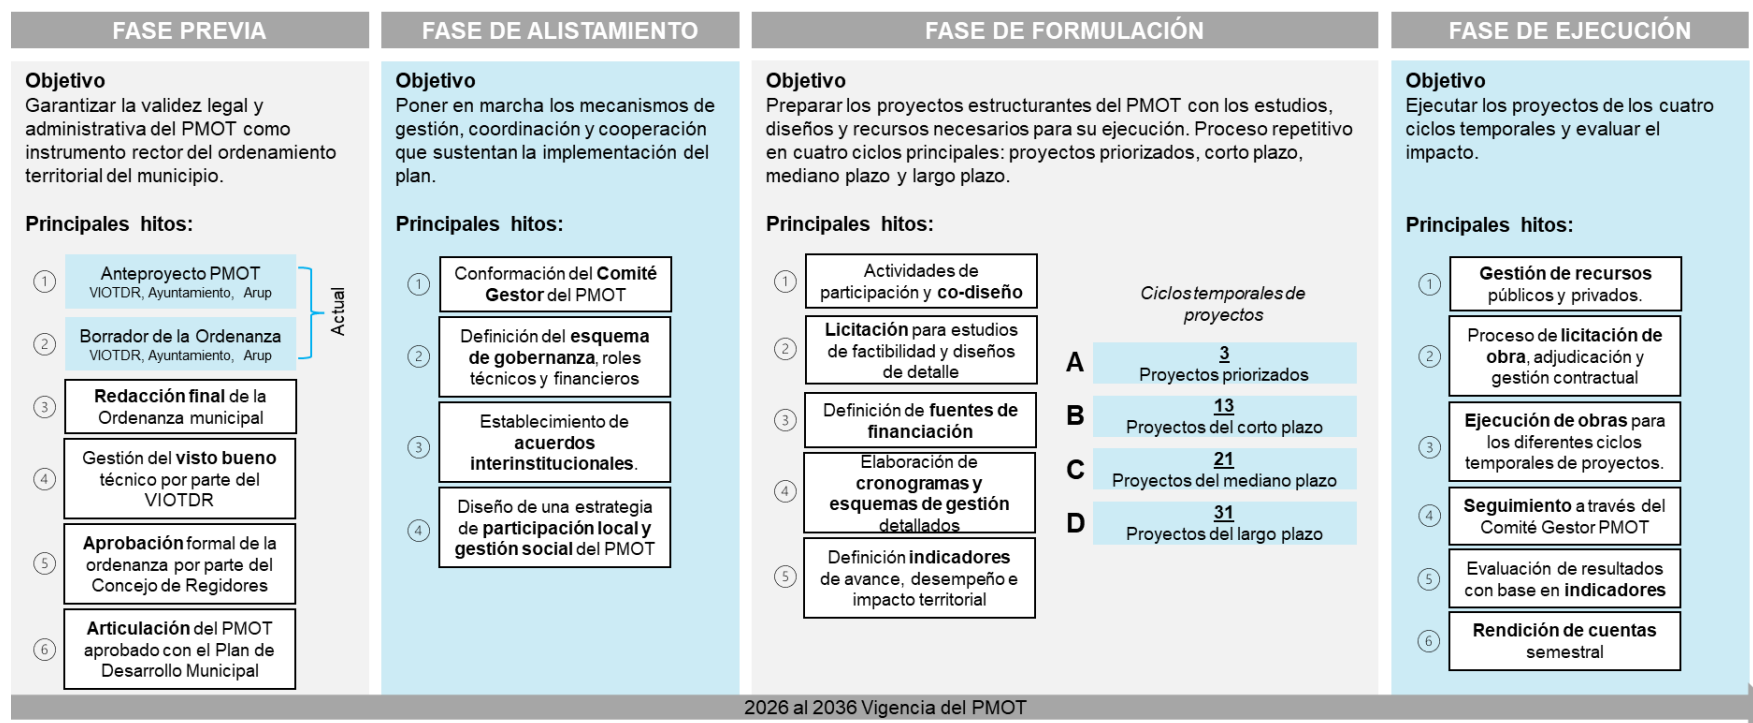 FASE PREVIA
Objetivo
Garantizar la validez legal y
administrativa del PMOT como
instrumento rector del ordenamiento
territorial del municipio.
Principales hitos:
1
Anteproyecto PMOT
VIOTDR, Ayuntamiento, Arup
2
Borrador de la Ordenanza
VIOTDR, Ayuntamiento, Arup
Actual
3
Redacción final de la
Ordenanza municipal
4
Gestión del visto bueno
técnico por parte del
VIOTDR
5
Aprobación formal de la
ordenanza por parte del
Concejo de Regidores
6
Articulación del PMOT
aprobado con el Plan de
Desarrollo Municipal
FASE DE ALISTAMIENTO
Objetivo
Poner en marcha los mecanismos de
gestión, coordinación y cooperación
que sustentan la implementación del
plan.
Principales hitos:
1
Conformación del Comité
Gestor del PMOT
2
Definición del esquema
de gobernanza, roles
técnicos y financieros
3
Establecimiento de
acuerdos
interinstitucionales.
4
Diseño de una estrategia
de participación local y
gestión social del PMOT
FASE DE FORMULACIÓN
Objetivo
Preparar los proyectos estructurantes del PMOT con los estudios,
diseños y recursos necesarios para su ejecución. Proceso repetitivo
en cuatro ciclos principales: proyectos priorizados, corto plazo,
mediano plazo y largo plazo.
Principales hitos:
1
Actividades de
participación y co-diseño
2
Licitación para estudios
de factibilidad y diseños
de detalle
3
Definición de fuentes de
financiación
4
Elaboración de
cronogramas y
esquemas de gestión
detallados
5
Definición indicadores
de avance, desempeño e
impacto territorial
Ciclos temporales de
proyectos
A
3
Proyectos priorizados
B
13
Proyectos del corto plazo
C
21
Proyectos del mediano plazo
D
31
Proyectos del largo plazo
FASE DE EJECUCIÓN
Objetivo
Ejecutar los proyectos de los cuatro
ciclos temporales y evaluar el
impacto.
Principales hitos:
1
Gestión de recursos
públicos y privados.
2
Proceso de licitación de
obra, adjudicación y
gestión contractual
3
Ejecución de obras para
los diferentes ciclos
temporales de proyectos.
4
Seguimiento a través del
Comité Gestor PMOT
5
Evaluación de resultados
con base en indicadores
6
Rendición de cuentas
semestral
2026 al 2036 Vigencia del PMOT